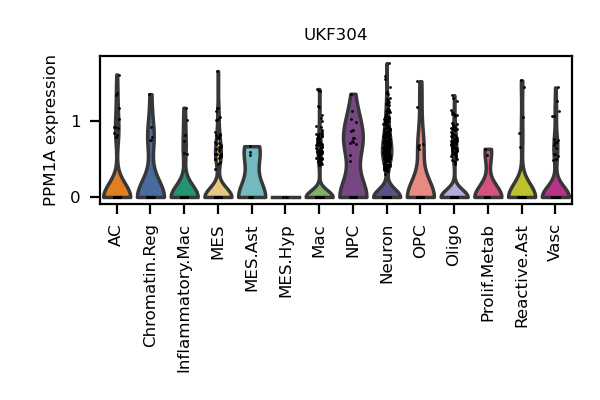 UKF304
PPM1A expression
1
0
AC
Chromatin.Reg
Inflammatory.Mac
MES
MES.Ast
MES.Hyp
Mac
NPC
Neuron
OPC
Oligo
Prolif.Metab
Reactive.Ast
Vasc